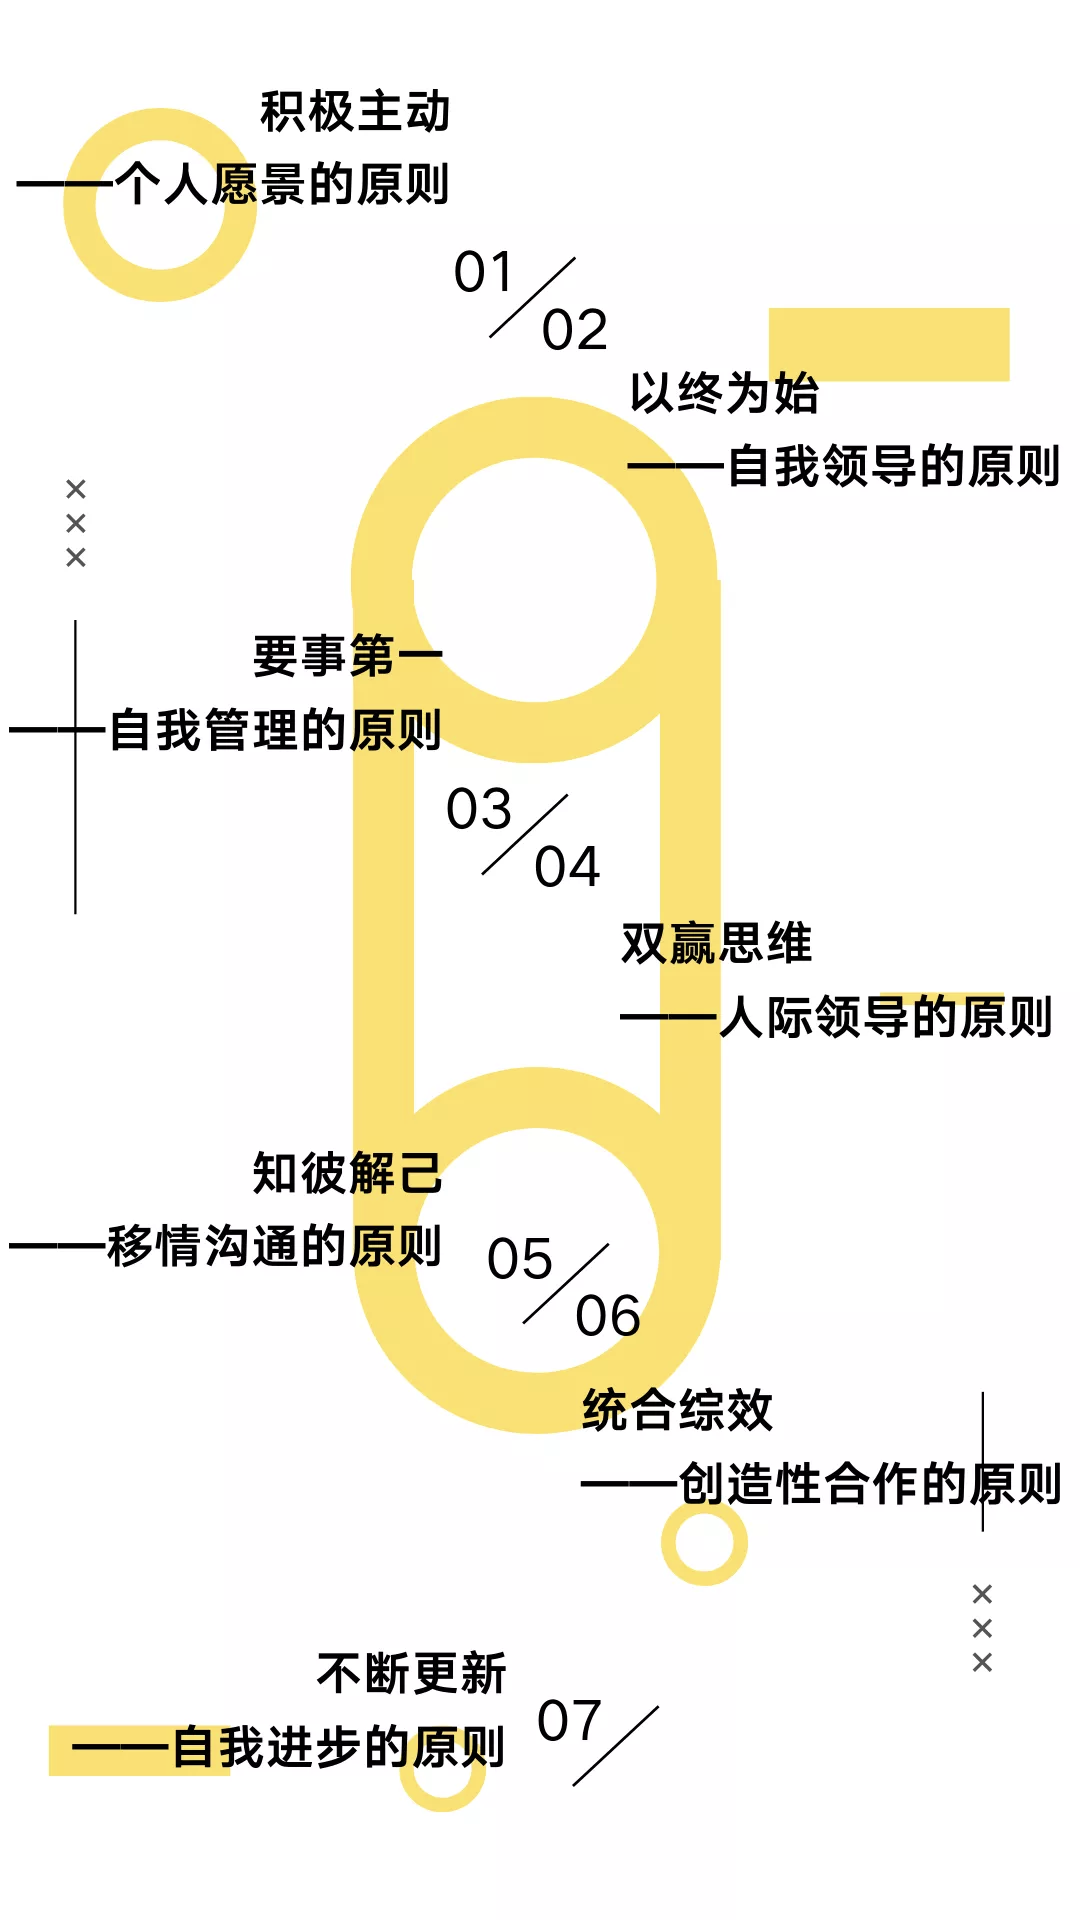 积极主动
——个人愿景的原则
01
02
以终为始
——自我领导的原则
要事第一
——自我管理的原则
03
04
双赢思维
——人际领导的原则
知彼解己
——移情沟通的原则
05
06
统合综效
——创造性合作的原则
不断更新
——自我进步的原则
07